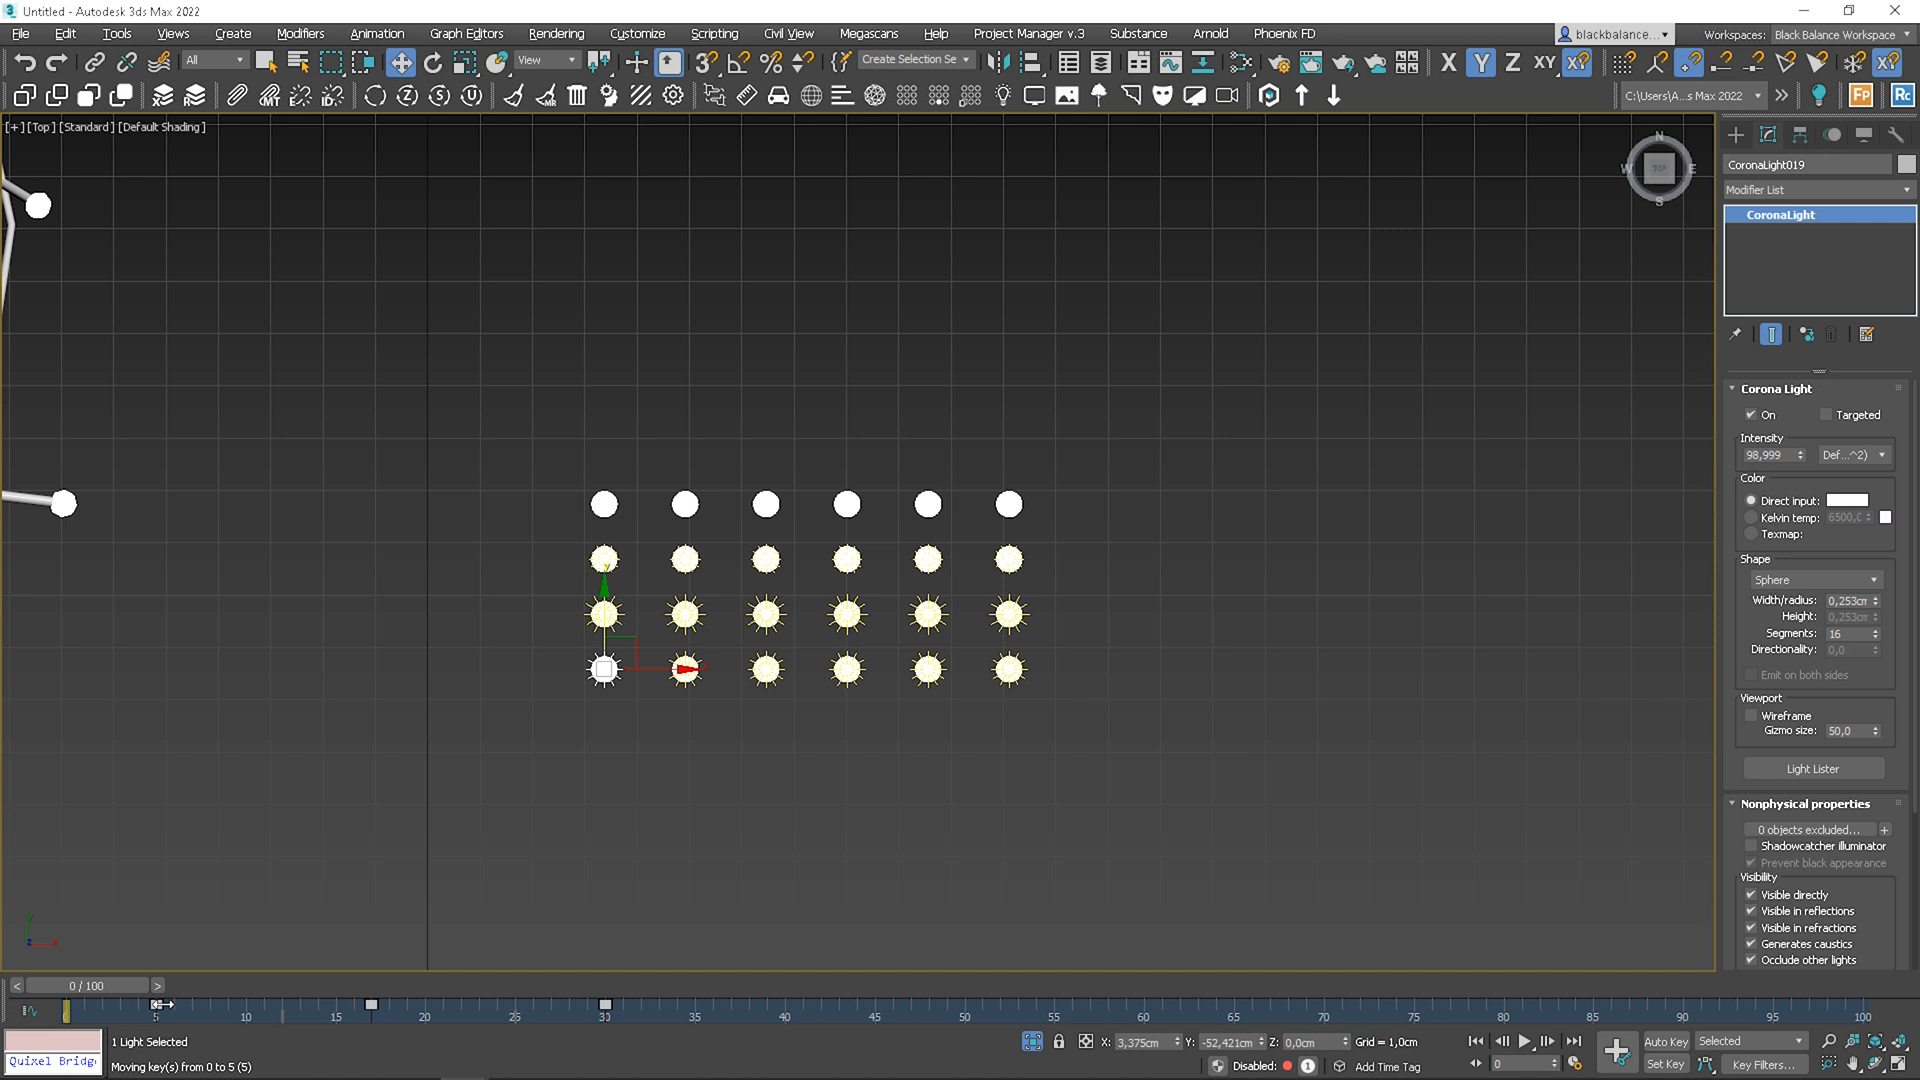 Untitled - Autodesk 3ds Max 2022
File Edit Tools Views Create Modifiers Animation Graph Editors Rendering Customize Scripting Civil View Megascans Help Project Manager v.3 Substance Arnold Phoenix FD blackbalance... Workspaces: Black Balance Workspace
All View Create Selection Se X Y Z XY
C:\Users\A...s Max 2022
[+] [Top] [Standard] [Default Shading]
N
W TOP E
S
CoronaLight019
Modifier List
CoronaLight
Corona Light
On Targeted
Intensity
98,999 Def...^2)
Color
Direct input:
Kelvin temp: 6500,0
Texmap:
Shape
Sphere
Width/radius: 0,253cm
Height: 0,253cm
Segments: 16
Directionality: 0,0
Emit on both sides
Viewport
Wireframe
Gizmo size: 50,0
Light Lister
Nonphysical properties
0 objects excluded... +
Shadowcatcher illuminator
Prevent black appearance
Visibility
Visible directly
Visible in reflections
Visible in refractions
Generates caustics
Occlude other lights
< 0 / 100 >
5 10 15 20 25 30 35 40 45 50 55 60 65 70 75 80 85 90 95 100
1 Light Selected X: 3,375cm Y: -52,421cm Z: 0,0cm Grid = 1,0cm Auto Key Selected
Quixel Bridg Moving key(s) from 0 to 5 (5) Disabled: 1 Add Time Tag 0 Set Key Key Filters...